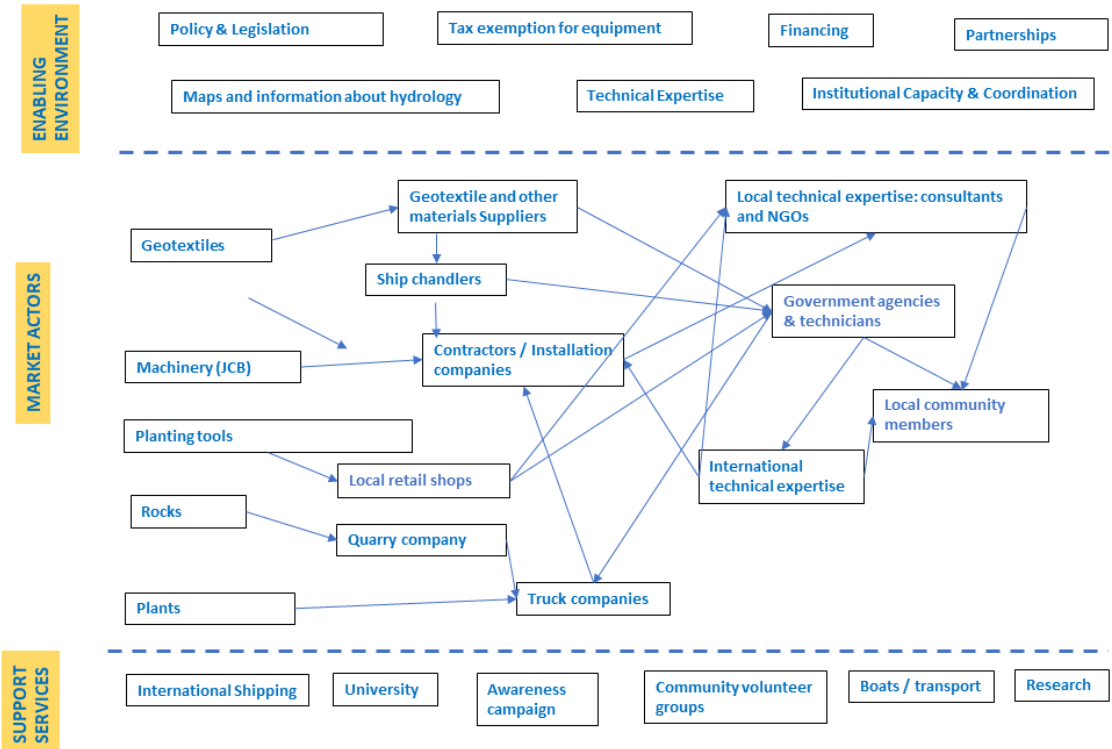 ENABLING
ENVIRONMENT
Policy & Legislation
Tax exemption for equipment
Financing
Partnerships
Maps and information about hydrology
Technical Expertise
Institutional Capacity & Coordination
MARKET ACTORS
Geotextiles
Geotextile and other
materials Suppliers
Local technical expertise: consultants
and NGOs
Ship chandlers
Government agencies
& technicians
Machinery (JCB)
Contractors / Installation
companies
Local community
members
Planting tools
Local retail shops
International
technical expertise
Rocks
Quarry company
Plants
Truck companies
SUPPORT
SERVICES
International Shipping
University
Awareness
campaign
Community volunteer
groups
Boats / transport
Research